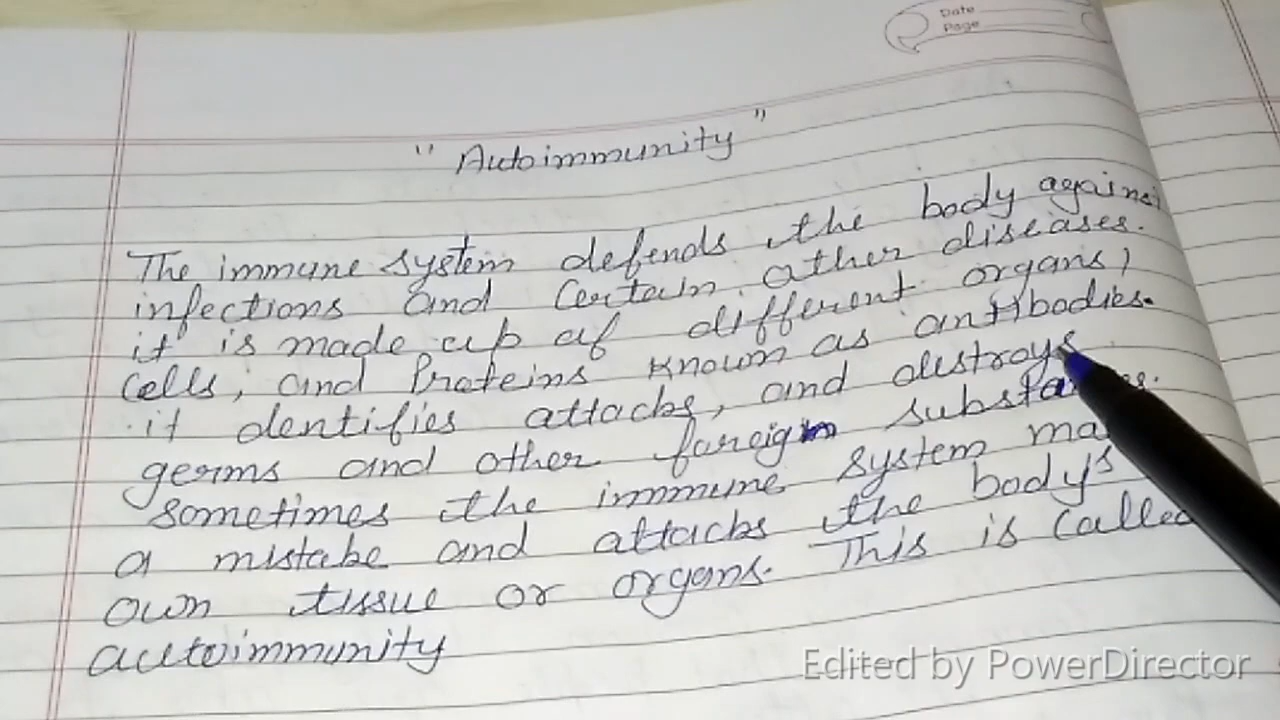 Date
Page
" Autoimmunity "
The immune system defends the body against
infections and certain other diseases.
it is made up of different organs,
cells, and Proteins known as antibodies.
it dentifies attacks, and destroys
germs and other foreign substances.
sometimes the immune system
a mistake and attacks the body's
own tissue or organs. This is called
autoimmunity
Edited by PowerDirector